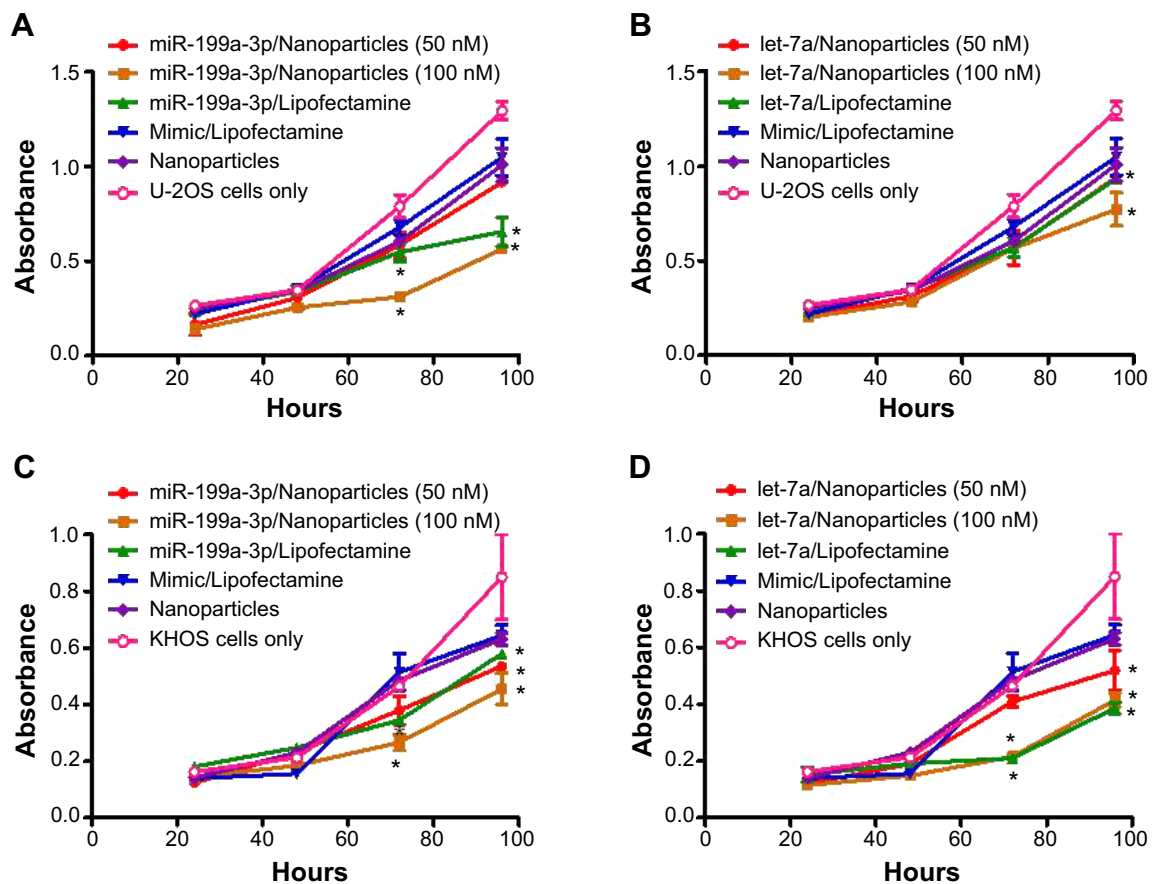 A
miR-199a-3p/Nanoparticles (50 nM)
miR-199a-3p/Nanoparticles (100 nM)
miR-199a-3p/Lipofectamine
Mimic/Lipofectamine
Nanoparticles
U-2OS cells only
Absorbance
1.5
1.0
0.5
0.0
* * * *
0 20 40 60 80 100
Hours
B
let-7a/Nanoparticles (50 nM)
let-7a/Nanoparticles (100 nM)
let-7a/Lipofectamine
Mimic/Lipofectamine
Nanoparticles
U-2OS cells only
Absorbance
1.5
1.0
0.5
0.0
* *
0 20 40 60 80 100
Hours
C
miR-199a-3p/Nanoparticles (50 nM)
miR-199a-3p/Nanoparticles (100 nM)
miR-199a-3p/Lipofectamine
Mimic/Lipofectamine
Nanoparticles
KHOS cells only
Absorbance
1.0
0.8
0.6
0.4
0.2
0.0
* * * * *
0 20 40 60 80 100
Hours
D
let-7a/Nanoparticles (50 nM)
let-7a/Nanoparticles (100 nM)
let-7a/Lipofectamine
Mimic/Lipofectamine
Nanoparticles
KHOS cells only
Absorbance
1.0
0.8
0.6
0.4
0.2
0.0
* * * * *
0 20 40 60 80 100
Hours